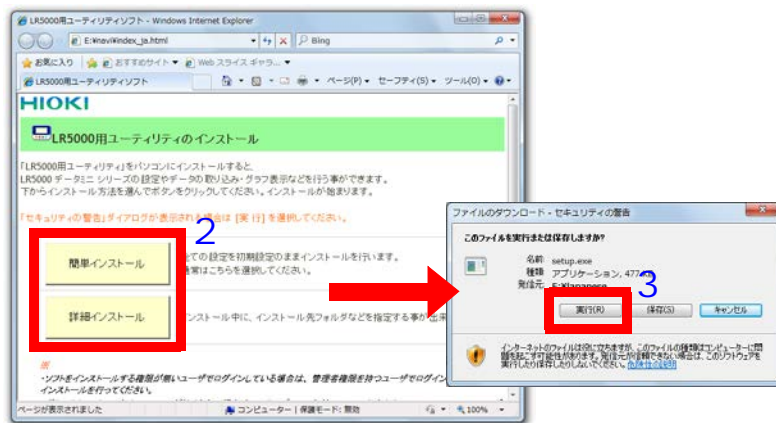 LR5000用ユーティリティソフト - Windows Internet Explorer
E:¥navi¥index_ja.html
Bing
お気に入り
おすすめサイト ▼
Web スライス ギャラ... ▼
LR5000用ユーティリティソフト
ページ(P) ▼ セーフティ(S) ▼ ツール(O) ▼
HIOKI
LR5000用ユーティリティのインストール
「LR5000用ユーティリティ」をパソコンにインストールすると、
LR5000 データミニ シリーズの設定やデータの取り込み・グラフ表示などを行う事ができます。
下からインストール方法を選んでボタンをクリックしてください。インストールが始まります。
「セキュリティの警告」ダイアログが表示された場合は [実 行] を選択してください。
2
簡単インストール
全ての設定を初期設定のままインストールを行います。
通常はこちらを選択してください。
詳細インストール
インストール中に、インストール先フォルダなどを指定する事が出来
※
・ソフトをインストールする権限が無いユーザでログインしている場合は、管理者権限を持つユーザでログイン
インストールを行ってください。
ページが表示されました
コンピューター | 保護モード: 無効
100%
ファイルのダウンロード - セキュリティの警告
このファイルを実行または保存しますか?
名前: setup.exe
種類: アプリケーション, 477 KB
発信元: E:¥japanese
3
実行(R)
保存(S)
キャンセル
インターネットのファイルは役に立ちますが、このファイルの種類はコンピューターに問
題を起こす可能性があります。発信元が信頼できない場合は、このソフトウェアを
実行したり保存したりしないでください。危険性の説明